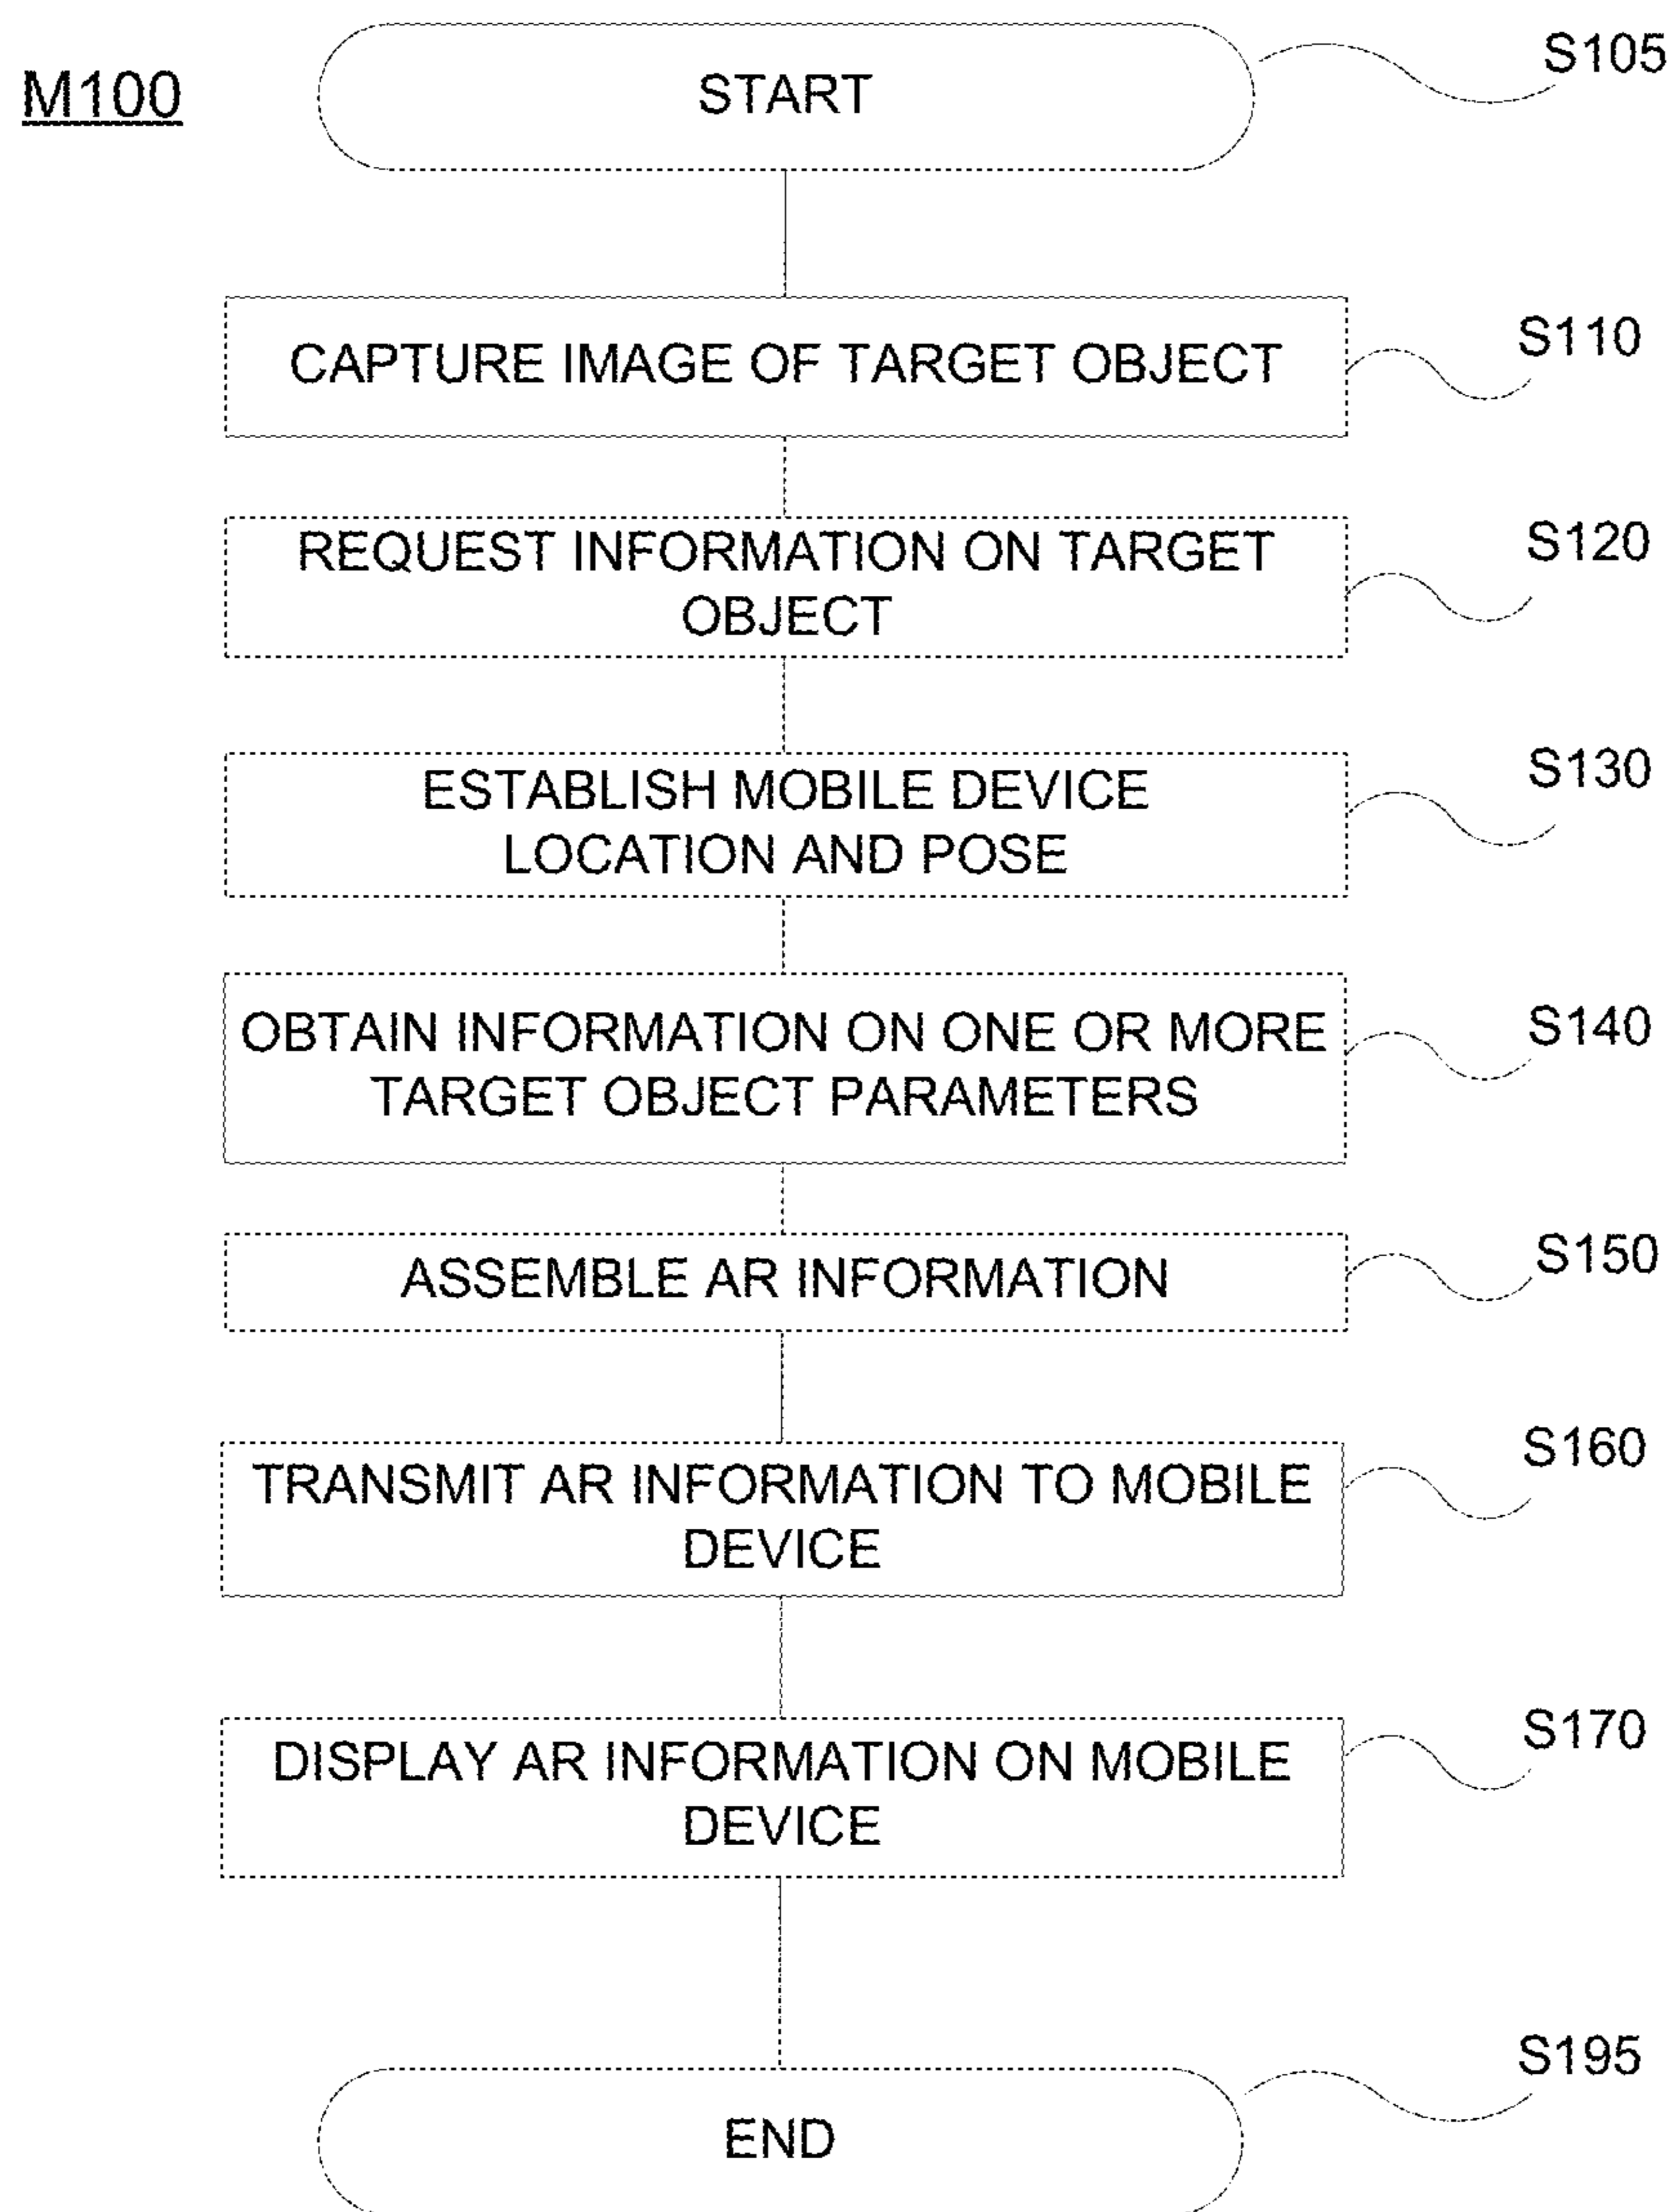 M100
START
S105
CAPTURE IMAGE OF TARGET OBJECT
S110
REQUEST INFORMATION ON TARGET
OBJECT
S120
ESTABLISH MOBILE DEVICE
LOCATION AND POSE
S130
OBTAIN INFORMATION ON ONE OR MORE
TARGET OBJECT PARAMETERS
S140
ASSEMBLE AR INFORMATION
S150
TRANSMIT AR INFORMATION TO MOBILE
DEVICE
S160
DISPLAY AR INFORMATION ON MOBILE
DEVICE
S170
END
S195